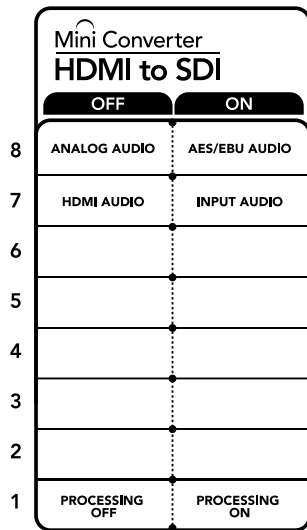 Mini Converter
HDMI to SDI
OFF ON
8 ANALOG AUDIO AES/EBU AUDIO
7 HDMI AUDIO INPUT AUDIO
6
5
4
3
2
1 PROCESSING OFF PROCESSING ON